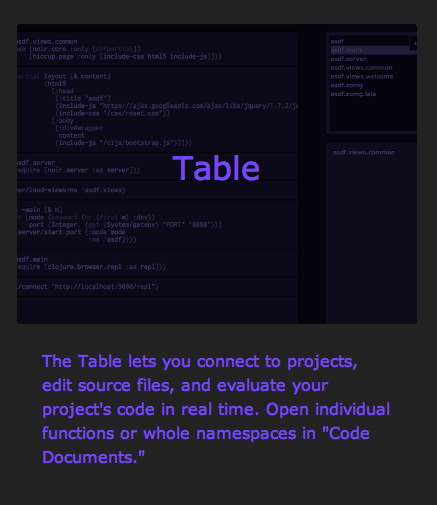 asdf.views.common
asdf
use [noir.core :only [defpartial]]
asdf.main
[hiccup.page :only [include-css html5 include-js]]))
asdf.server
asdf.views.common
partial layout [& content]
asdf.views.welcome
(html5
asdf.zomg
[:head
asdf.zomg.lala
[:title "asdf"]
(include-js "https://ajax.googleapis.com/ajax/libs/jquery/1.7.2/j
(include-css "/css/reset.css")]
[:body
[:div#wrapper
content
(include-js "/cljs/bootstrap.js")]]))
asdf.views.common
asdf.server
require [noir.server :as server]))
Table
er/load-views-ns 'asdf.views)
-main [& m]
[mode (keyword (or (first m) :dev))
port (Integer. (get (System/getenv) "PORT" "8080"))]
server/start port {:mode mode
:ns 'asdf})))
asdf.main
require [clojure.browser.repl :as repl]))
/connect "http://localhost:9000/repl")
The Table lets you connect to projects,
edit source files, and evaluate your
project's code in real time. Open individual
functions or whole namespaces in "Code
Documents."